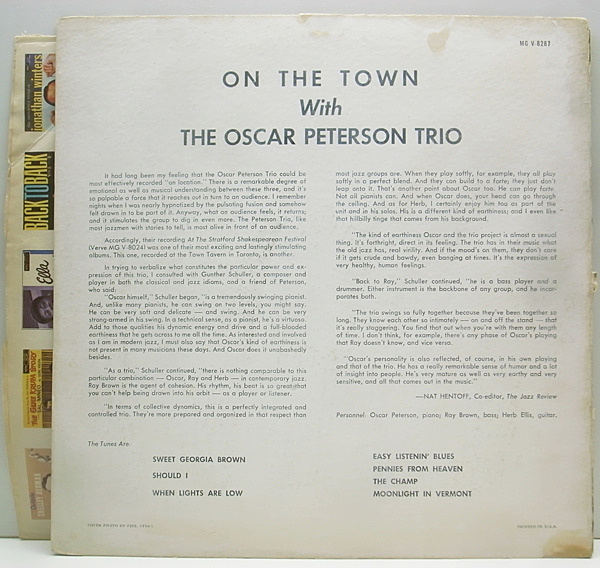 MG V-8287
ON THE TOWN
With
THE OSCAR PETERSON TRIO
It had long been my feeling that the Oscar Peterson Trio could be
most effectively recorded "on location." There is a remarkable degree of
emotional as well as musical understanding between these three, and it's
so palpable a force that it reaches out in turn to an audience. I remember
nights when I was nearly hypnotized by the pulsating fusion and somehow
felt drawn in to be part of it. Anyway, what an audience feels, it returns;
and it stimulates the group to dig in even more. The Peterson Trio, like
most jazzmen with stories to tell, is most alive in front of an audience.
Accordingly, their recording At The Stratford Shakespearean Festival
(Verve MG V-8024) was one of their most exciting and lastingly stimulating
albums. This one, recorded at the Town Tavern in Toronto, is another.
In trying to verbalize what constitutes the particular power and ex-
pression of this trio, I consulted with Gunther Schuller, a composer and
player in both the classical and jazz idioms, and a friend of Peterson,
who said:
"Oscar himself," Schuller began, "is a tremendously swinging pianist.
And, unlike many pianists, he can swing on two levels, you might say.
He can be very soft and delicate — and swing. And he can be very
strong-armed in his swing. In a technical sense, as a pianist, he's a virtuoso.
Add to those qualities his dynamic energy and drive and a full-blooded
earthiness that he gets across to me all the time. As interested and involved
as I am in modern jazz, I must also say that Oscar's kind of earthiness is
not present in many musicians these days. And Oscar does it unabashedly
besides.
"As a trio," Schuller continued, "there is nothing comparable to this
particular combination — Oscar, Ray and Herb — in contemporary jazz.
Ray Brown is the agent of cohesion. His rhythm, his beat is so great that
you can't help being drawn into his orbit — as a player or listener.
"In terms of collective dynamics, this is a perfectly integrated and
controlled trio. They're more prepared and organized in that respect than
most jazz groups are. When they play softly, for example, they all play
softly in a perfect blend. And they can build to a forte; they just don't
leap onto it. That's another point about Oscar too. He can play forte.
Not all pianists can. And when Oscar does, your head can go through
the ceiling. And as for Herb, I certainly enjoy him too as part of the
unit and in his solos. His is a different kind of earthiness; and I even like
that hillbilly tinge that comes from his background.
"The kind of earthiness Oscar and the trio project is almost a sexual
thing. It's forthright, direct in its feeling. The trio has in their music what
the old jazz has, real virility. And if the mood's on them, they don't care
if it gets crude and bawdy, even banging at times. It's the expression of
very healthy, human feelings.
"Back to Ray," Schuller continued, "he is a bass player and a
drummer. Either instrument is the backbone of any group, and he incor-
porates both.
"The trio swings so fully together because they've been together so
long. They know each other intimately — on and off the stand — that
it's really staggering. You find that out when you're with them any length
of time. I don't think, for example, there's any phase of Oscar's playing
that Ray doesn't know, and vice versa.
"Oscar's personality is also reflected, of course, in his own playing
and that of the trio. He has a really remarkable sense of humor and a lot
of insight into people. He's very mature as well as very earthy and very
sensitive, and all that comes out in the music."
—NAT HENTOFF, Co-editor, The Jazz Review
Personnel: Oscar Peterson, piano; Ray Brown, bass; Herb Ellis, guitar.
The Tunes Are:
SWEET GEORGIA BROWN
SHOULD I
WHEN LIGHTS ARE LOW
EASY LISTENIN' BLUES
PENNIES FROM HEAVEN
THE CHAMP
MOONLIGHT IN VERMONT
PRINTED IN U.S.A.
jonathan winters
BACK TO BACK
Ella